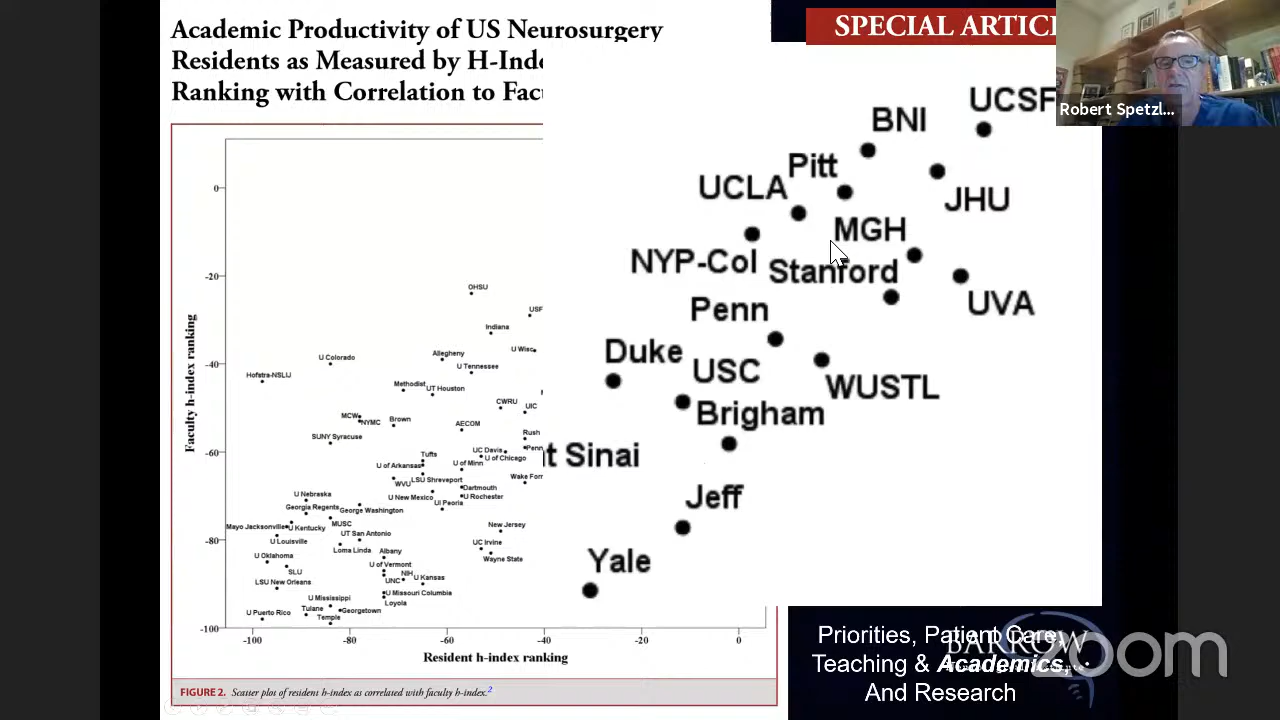 Academic Productivity of US Neurosurgery
Residents as Measured by H-Inde
Ranking with Correlation to Fac
SPECIAL ARTICL
Robert Spetzl...
UCSF
BNI
Pitt
UCLA
JHU
MGH
NYP-Col
Stanford
UVA
Penn
Duke
USC
WUSTL
Brigham
t Sinai
Jeff
Yale
Faculty h-index ranking
0
-20
-40
-60
-80
-100
OHSU
USF
Indiana
U Wisc
Allegheny
U Colorado
U Tennessee
Hofstra-NSLIJ
Methodist
UT Houston
CWRU
UIC
MCW
NYMC
Brown
AECOM
Rush
SUNY Syracuse
Penn
UC Davis
U of Chicago
Tufts
U of Arkansas
U of Minn
WVU
LSU Shreveport
Wake Forr
Dartmouth
U New Mexico
U Rochester
U Nebraska
UI Peoria
Georgia Regents
George Washington
Mayo Jacksonville
U Kentucky
MUSC
New Jersey
UT San Antonio
U Louisville
Loma Linda
Albany
UC Irvine
Wayne State
U Oklahoma
U of Vermont
SLU
NIH
U Kansas
UNC
LSU New Orleans
U Missouri Columbia
U Mississippi
Loyola
U Puerto Rico
Tulane
Georgetown
Temple
-100
-80
-60
-40
-20
0
Resident h-index ranking
FIGURE 2. Scatter plot of resident h-index as correlated with faculty h-index.2
Priorities, Patient Care,
Teaching & Academics,
And Research
BARROW
zoom